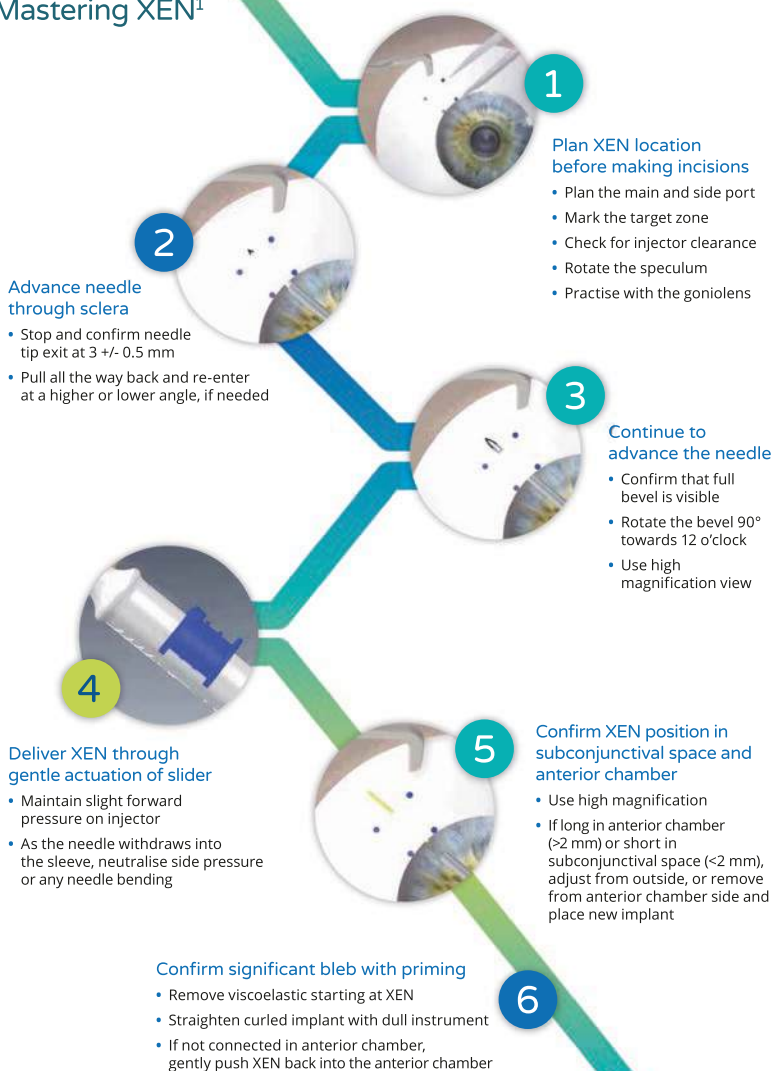 Mastering XEN¹
1
Plan XEN location
before making incisions
• Plan the main and side port
• Mark the target zone
• Check for injector clearance
• Rotate the speculum
• Practise with the goniolens
2
Advance needle
through sclera
• Stop and confirm needle
tip exit at 3 +/- 0.5 mm
• Pull all the way back and re-enter
at a higher or lower angle, if needed
3
Continue to
advance the needle
• Confirm that full
bevel is visible
• Rotate the bevel 90°
towards 12 o’clock
• Use high
magnification view
4
Deliver XEN through
gentle actuation of slider
• Maintain slight forward
pressure on injector
• As the needle withdraws into
the sleeve, neutralise side pressure
or any needle bending
5
Confirm XEN position in
subconjunctival space and
anterior chamber
• Use high magnification
• If long in anterior chamber
(>2 mm) or short in
subconjunctival space (<2 mm),
adjust from outside, or remove
from anterior chamber side and
place new implant
6
Confirm significant bleb with priming
• Remove viscoelastic starting at XEN
• Straighten curled implant with dull instrument
• If not connected in anterior chamber,
gently push XEN back into the anterior chamber